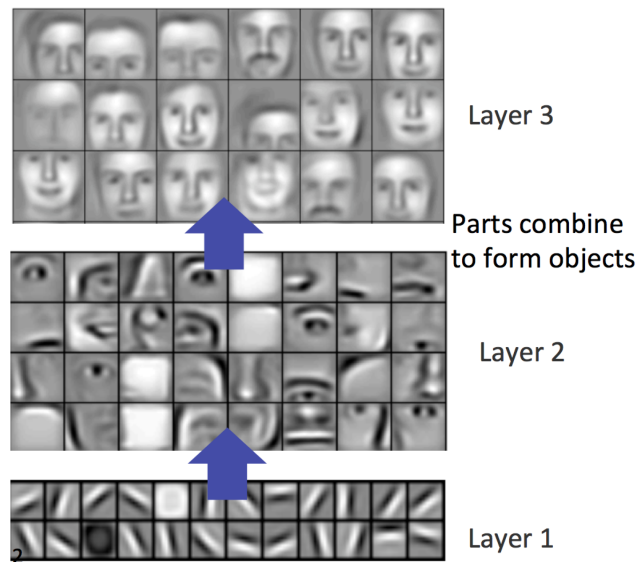 Layer 3
Parts combine
to form objects
Layer 2
Layer 1
2